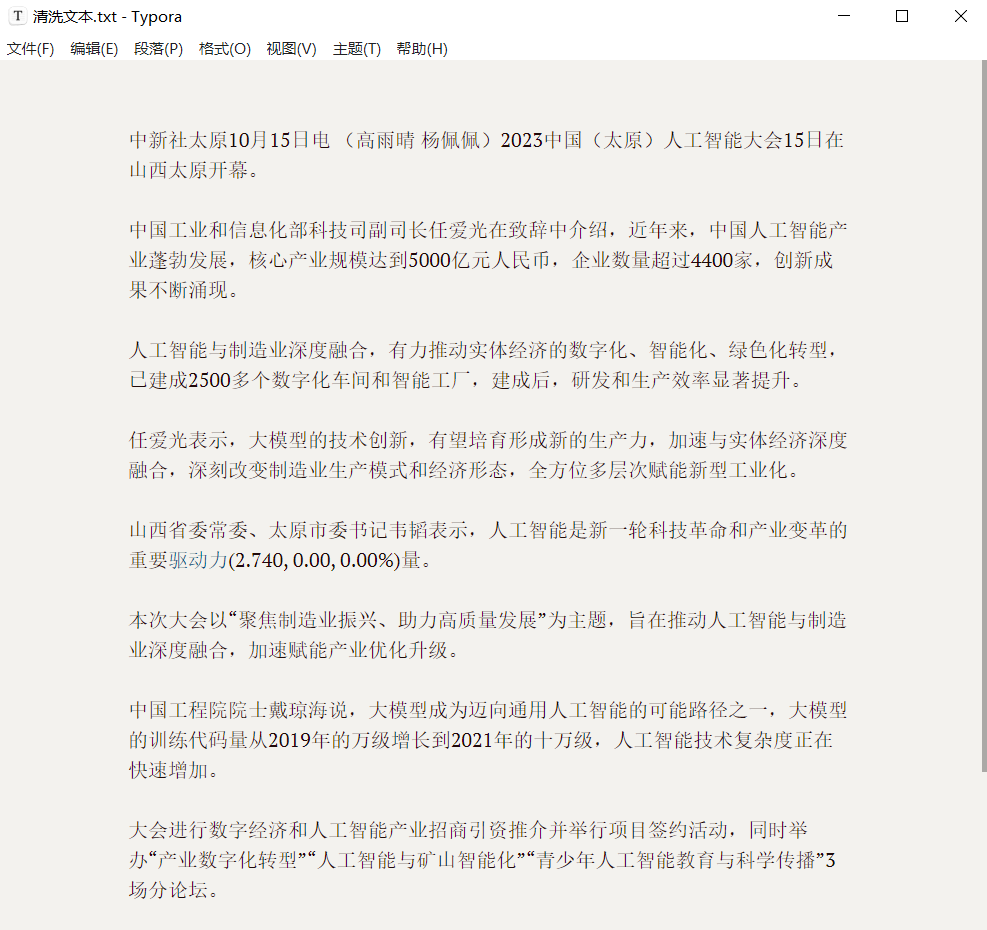 清洗文本.txt - Typora
文件(F) 编辑(E) 段落(P) 格式(O) 视图(V) 主题(T) 帮助(H)
中新社太原10月15日电 （高雨晴 杨佩佩）2023中国（太原）人工智能大会15日在
山西太原开幕。
中国工业和信息化部科技司副司长任爱光在致辞中介绍，近年来，中国人工智能产
业蓬勃发展，核心产业规模达到5000亿元人民币，企业数量超过4400家，创新成
果不断涌现。
人工智能与制造业深度融合，有力推动实体经济的数字化、智能化、绿色化转型，
已建成2500多个数字化车间和智能工厂，建成后，研发和生产效率显著提升。
任爱光表示，大模型的技术创新，有望培育形成新的生产力，加速与实体经济深度
融合，深刻改变制造业生产模式和经济形态，全方位多层次赋能新型工业化。
山西省委常委、太原市委书记韦韬表示，人工智能是新一轮科技革命和产业变革的
重要驱动力(2.740, 0.00, 0.00%)量。
本次大会以“聚焦制造业振兴、助力高质量发展”为主题，旨在推动人工智能与制造
业深度融合，加速赋能产业优化升级。
中国工程院院士戴琼海说，大模型成为迈向通用人工智能的可能路径之一，大模型
的训练代码量从2019年的万级增长到2021年的十万级，人工智能技术复杂度正在
快速增加。
大会进行数字经济和人工智能产业招商引资推介并举行项目签约活动，同时举
办“产业数字化转型”“人工智能与矿山智能化”“青少年人工智能教育与科学传播”3
场分论坛。